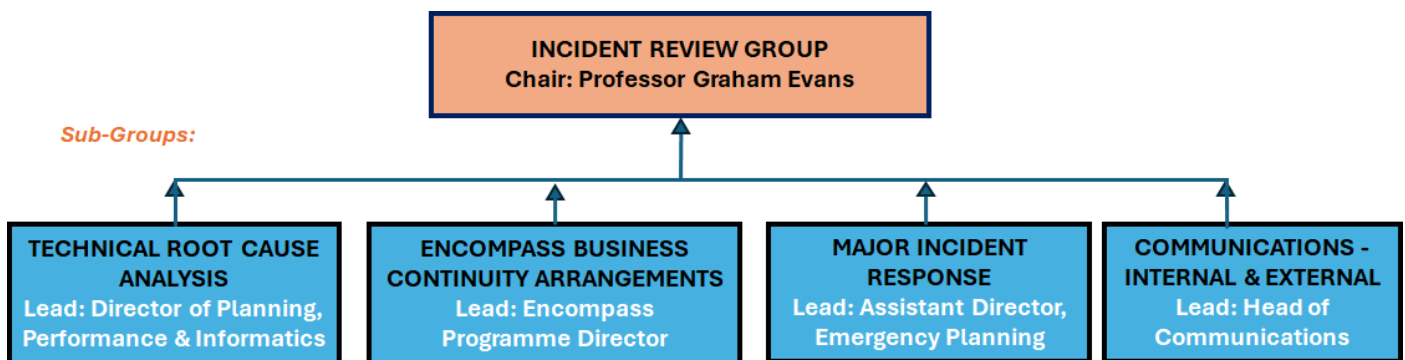 INCIDENT REVIEW GROUP
Chair: Professor Graham Evans
Sub-Groups:
TECHNICAL ROOT CAUSE
ANALYSIS
Lead: Director of Planning,
Performance & Informatics
ENCOMPASS BUSINESS
CONTINUITY ARRANGEMENTS
Lead: Encompass
Programme Director
MAJOR INCIDENT
RESPONSE
Lead: Assistant Director,
Emergency Planning
COMMUNICATIONS -
INTERNAL & EXTERNAL
Lead: Head of
Communications